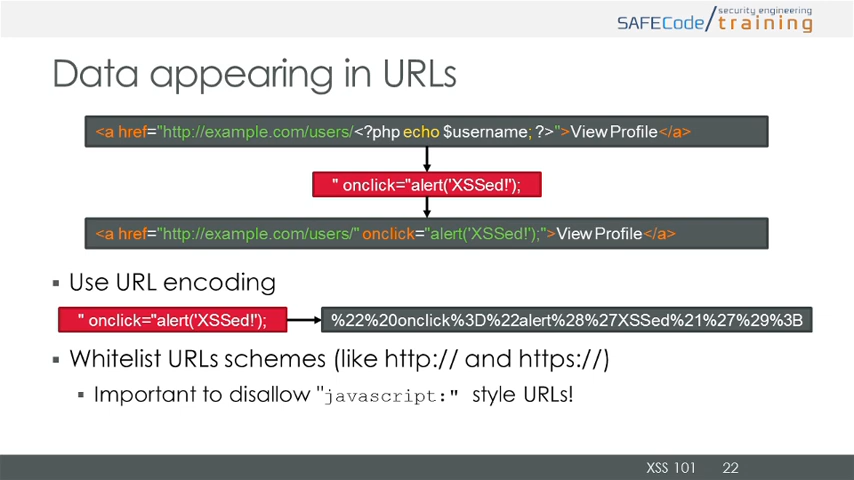 security engineering
SAFECode/training
Data appearing in URLs
<a href="http://example.com/users/<?php echo $username; ?>">View Profile</a>
" onclick="alert('XSSed!');
<a href="http://example.com/users/" onclick="alert('XSSed!');">View Profile</a>
▪ Use URL encoding
" onclick="alert('XSSed!'); %22%20onclick%3D%22alert%28%27XSSed%21%27%29%3B
▪ Whitelist URLs schemes (like http:// and https://)
▪ Important to disallow "javascript:" style URLs!
XSS 101 22